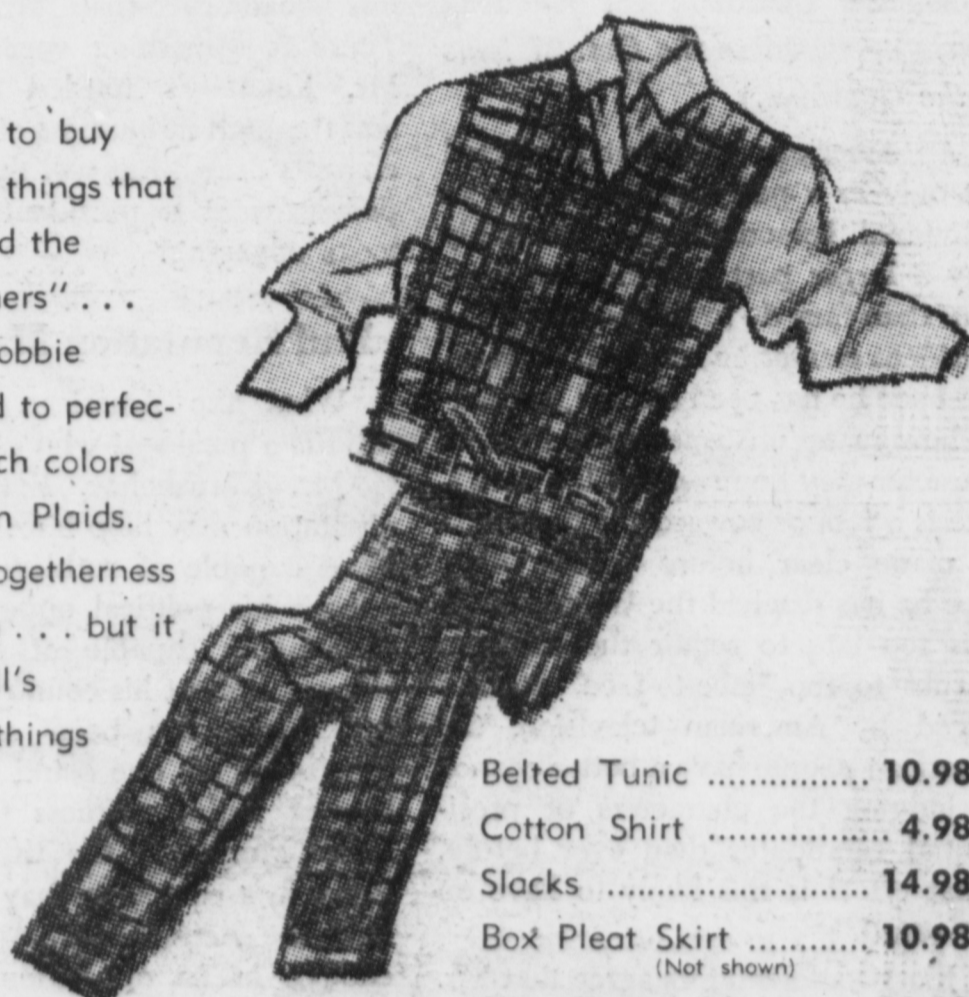 to buy
things that
d the
ners" . . .
obbie
d to perfec-
ch colors
n Plaids.
ogetherness
. . . but it
l's
things
Belted Tunic .................. 10.98
Cotton Shirt .................. 4.98
Slacks .......................... 14.98
Box Pleat Skirt ............ 10.98
(Not shown)